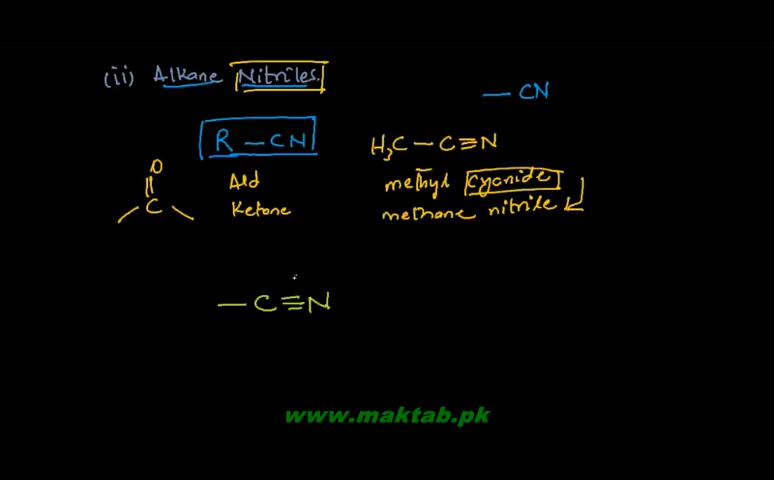 (ii) Alkane Nitriles.
— CN
R — CN
H3C — C≡N
O
||
C
Ald
Ketone
methyl cyanide
methane nitrile
— C≡N
www.maktab.pk